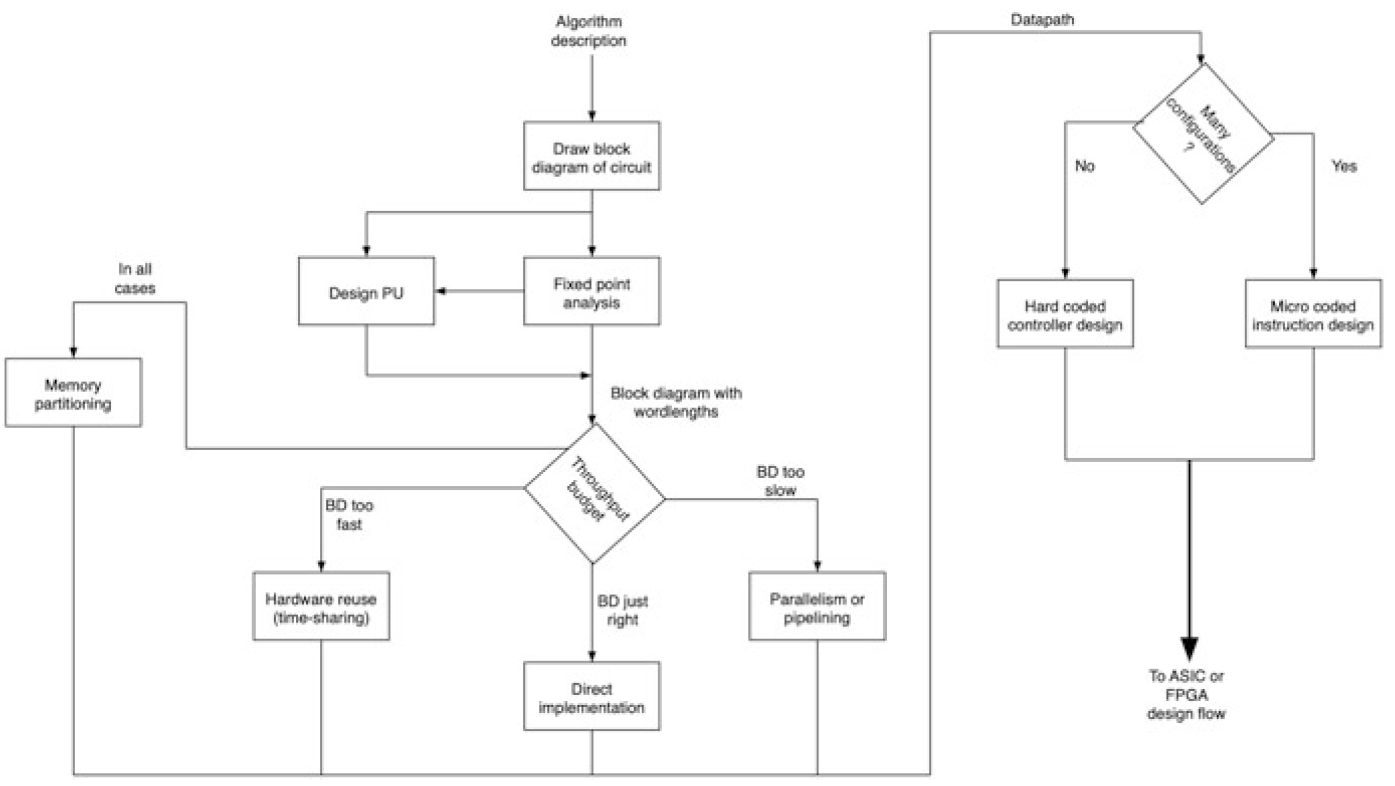 Algorithm
description
Datapath
Many
configurations
?
No
Yes
Draw block
diagram of circuit
Design PU
Fixed point
analysis
In all
cases
Hard coded
controller design
Micro coded
instruction design
Memory
partitioning
Block diagram with
wordlengths
Throughput
budget
BD too
slow
BD too
fast
Hardware reuse
(time-sharing)
BD just
right
Parallelism or
pipelining
Direct
implementation
To ASIC or
FPGA
design flow